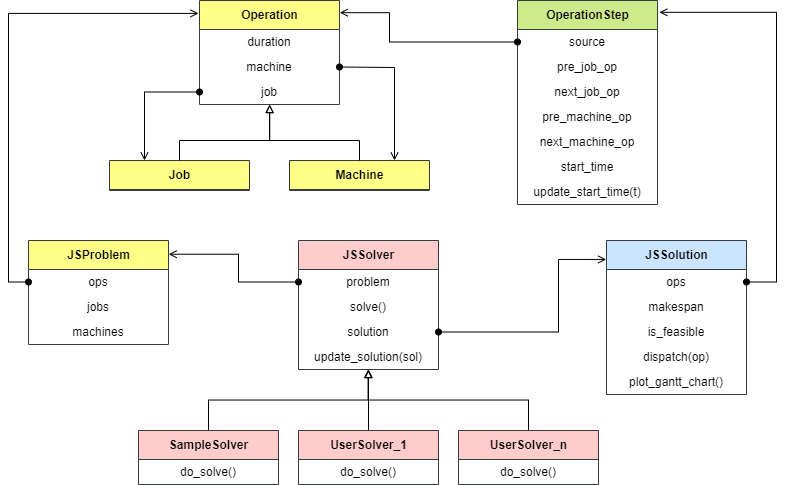 Operation
duration
machine
job
OperationStep
source
pre_job_op
next_job_op
pre_machine_op
next_machine_op
start_time
update_start_time(t)
Job
Machine
JSProblem
ops
jobs
machines
JSSolver
problem
solve()
solution
update_solution(sol)
JSSolution
ops
makespan
is_feasible
dispatch(op)
plot_gantt_chart()
SampleSolver
do_solve()
UserSolver_1
do_solve()
UserSolver_n
do_solve()